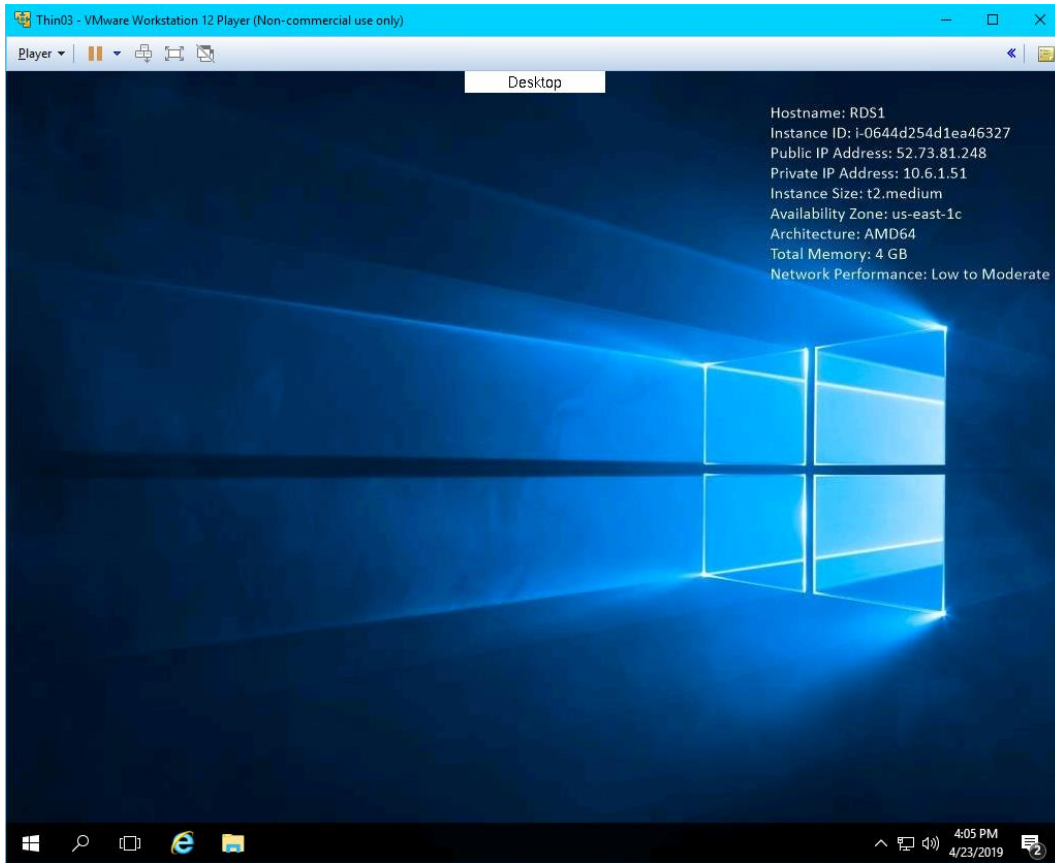 Thin03 - VMware Workstation 12 Player (Non-commercial use only)
Player
Desktop
Hostname: RDS1
Instance ID: i-0644d254d1ea46327
Public IP Address: 52.73.81.248
Private IP Address: 10.6.1.51
Instance Size: t2.medium
Availability Zone: us-east-1c
Architecture: AMD64
Total Memory: 4 GB
Network Performance: Low to Moderate
4:05 PM
4/23/2019
2